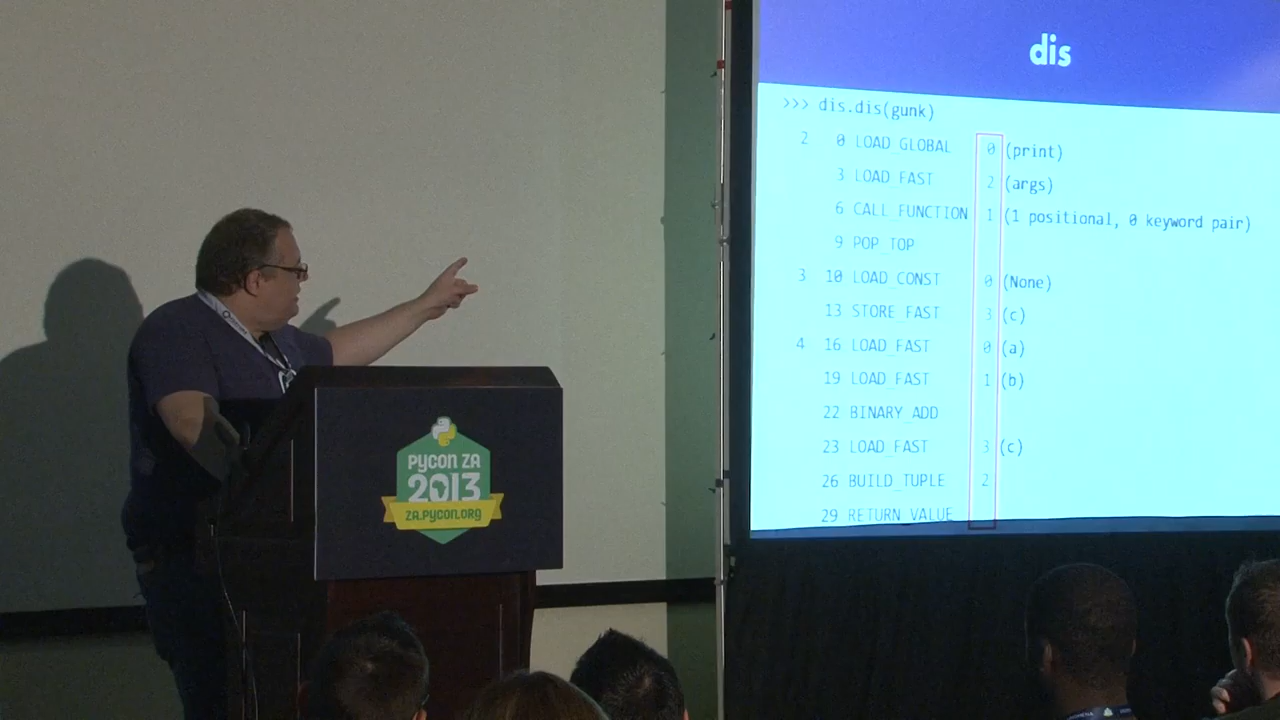 dis
>>> dis.dis(gunk)
2 0 LOAD_GLOBAL 0 (print)
3 LOAD_FAST 2 (args)
6 CALL_FUNCTION 1 (1 positional, 0 keyword pair)
9 POP_TOP
3 10 LOAD_CONST 0 (None)
13 STORE_FAST 3 (c)
4 16 LOAD_FAST 0 (a)
19 LOAD_FAST 1 (b)
22 BINARY_ADD
23 LOAD_FAST 3 (c)
26 BUILD_TUPLE 2
29 RETURN_VALUE
PYCON ZA
2013
ZA.PYCON.ORG